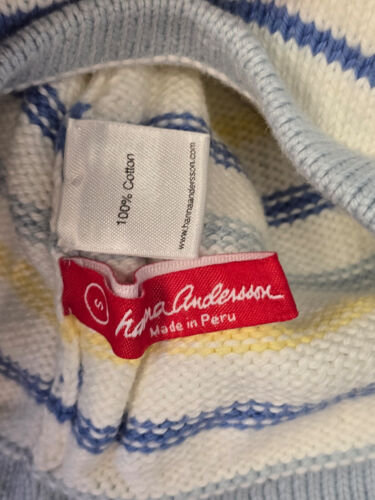 100% Cotton
www.hannaandersson.com
S
hanna Andersson
Made in Peru